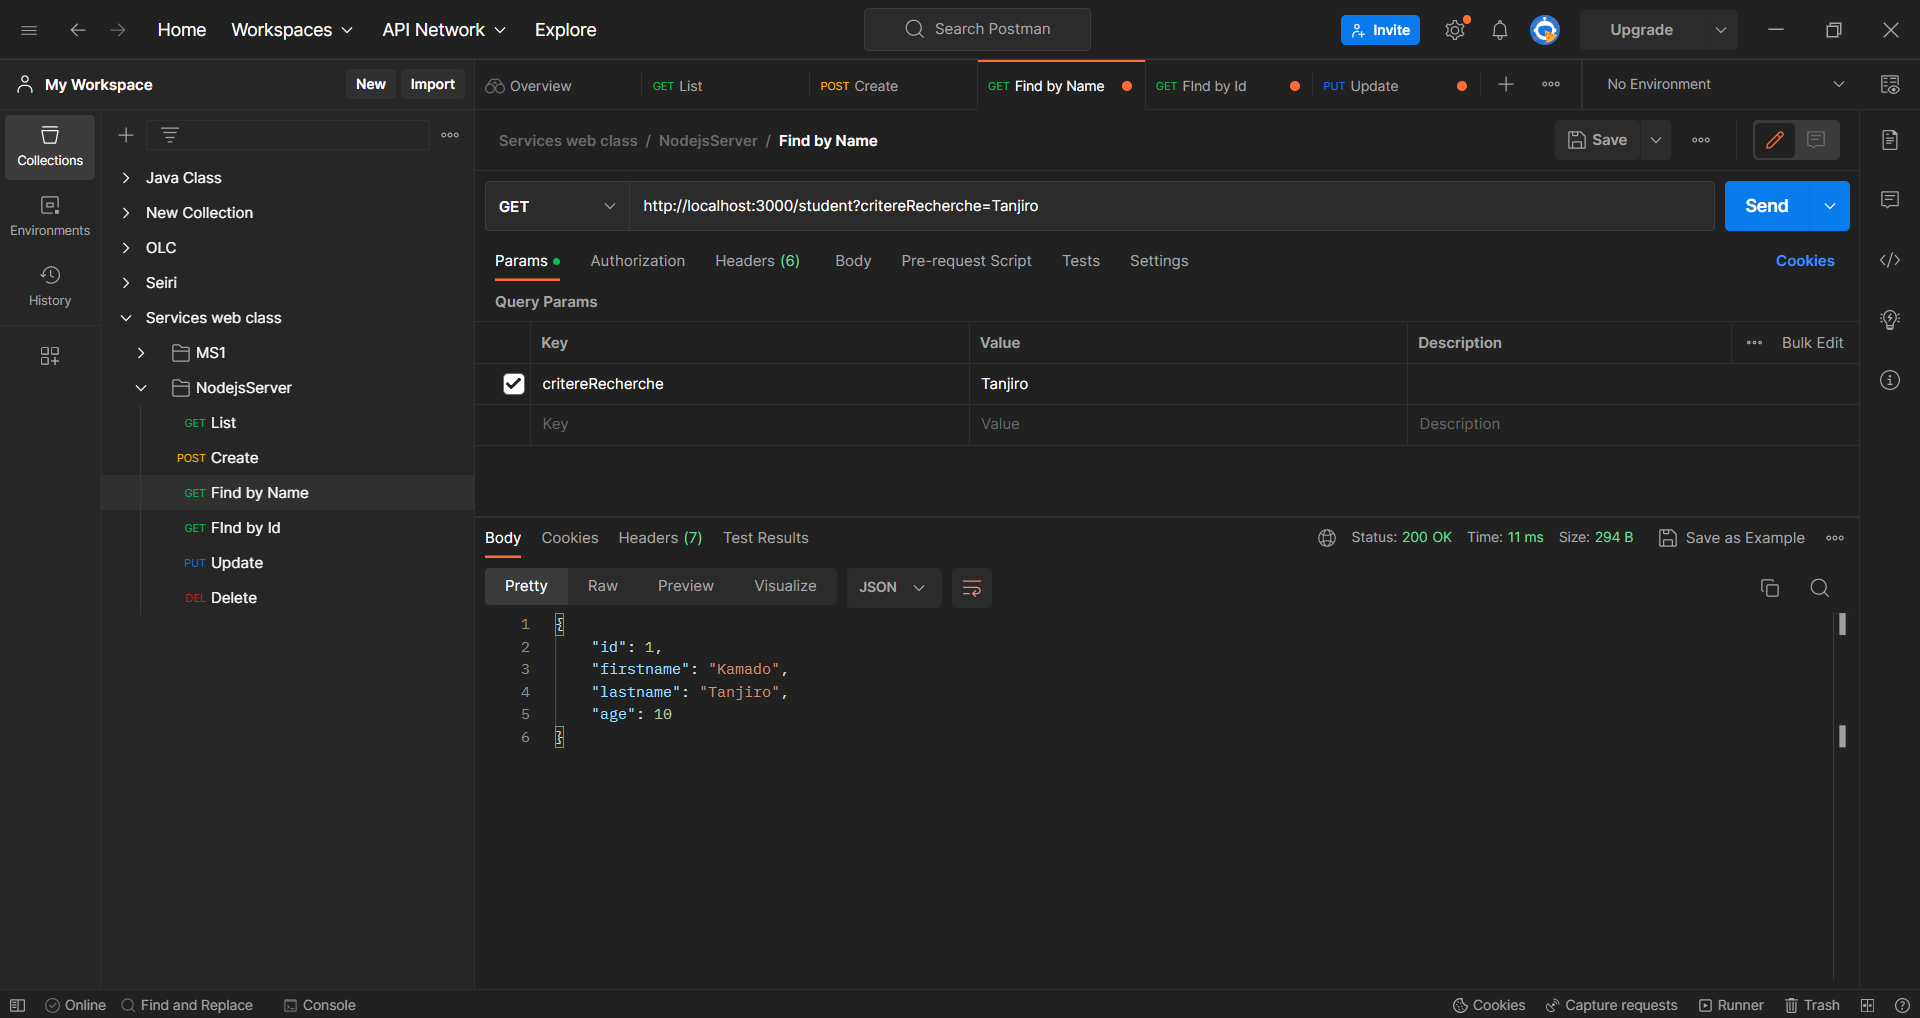 Home Workspaces API Network Explore Search Postman Invite Upgrade
My Workspace New Import Overview GET List POST Create GET Find by Name GET FInd by Id PUT Update No Environment
Collections
Environments
History
Java Class
New Collection
OLC
Seiri
Services web class
MS1
NodejsServer
GET List
POST Create
GET Find by Name
GET FInd by Id
PUT Update
DEL Delete
Services web class / NodejsServer / Find by Name Save
GET http://localhost:3000/student?critereRecherche=Tanjiro Send
Params Authorization Headers (6) Body Pre-request Script Tests Settings Cookies
Query Params
Key Value Description Bulk Edit
critereRecherche Tanjiro
Key Value Description
Body Cookies Headers (7) Test Results Status: 200 OK Time: 11 ms Size: 294 B Save as Example
Pretty Raw Preview Visualize JSON
1 {
2 "id": 1,
3 "firstname": "Kamado",
4 "lastname": "Tanjiro",
5 "age": 10
6 }
Online Find and Replace Console Cookies Capture requests Runner Trash